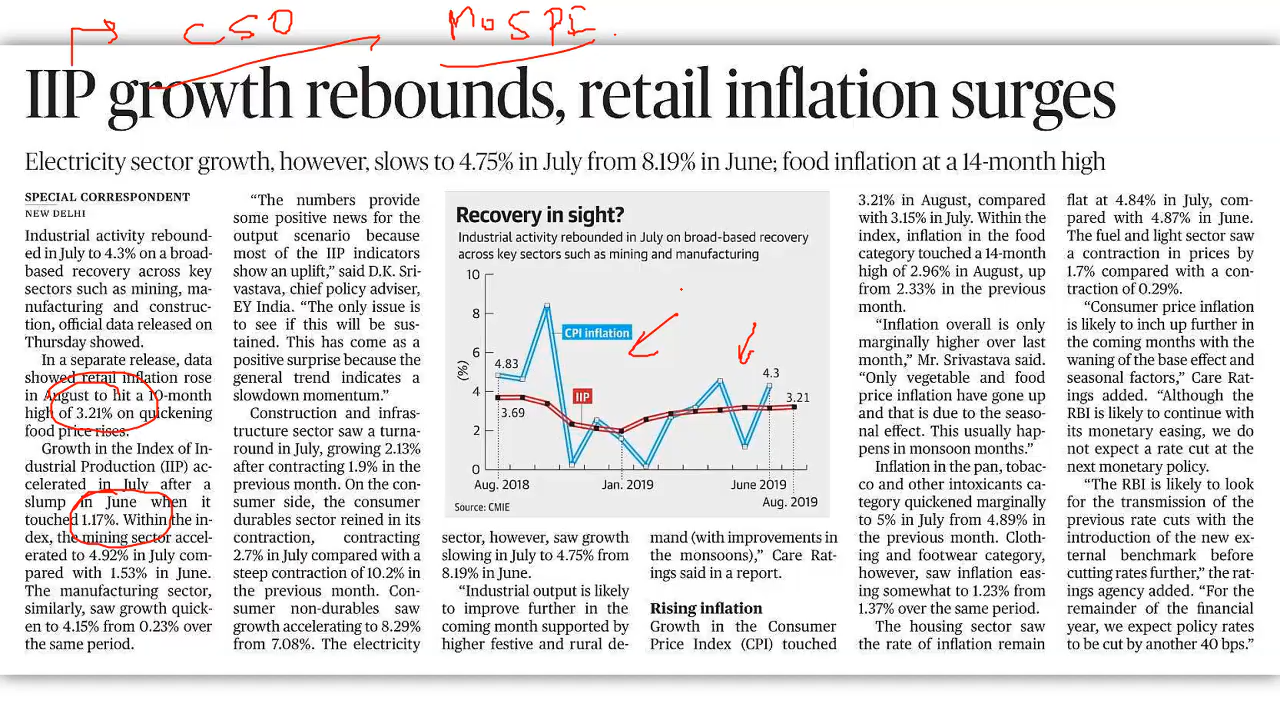 CSO MOSPI.
IIP growth rebounds, retail inflation surges
Electricity sector growth, however, slows to 4.75% in July from 8.19% in June; food inflation at a 14-month high
SPECIAL CORRESPONDENT
NEW DELHI
Industrial activity rebound-
ed in July to 4.3% on a broad-
based recovery across key
sectors such as mining, ma-
nufacturing and construc-
tion, official data released on
Thursday showed.
In a separate release, data
showed retail inflation rose
in August to hit a 10-month
high of 3.21% on quickening
food price rises.
Growth in the Index of In-
dustrial Production (IIP) ac-
celerated in July after a
slump in June when it
touched 1.17%. Within the in-
dex, the mining sector accel-
erated to 4.92% in July com-
pared with 1.53% in June.
The manufacturing sector,
similarly, saw growth quick-
en to 4.15% from 0.23% over
the same period.
“The numbers provide
some positive news for the
output scenario because
most of the IIP indicators
show an uplift,” said D.K. Sri-
vastava, chief policy adviser,
EY India. “The only issue is
to see if this will be sus-
tained. This has come as a
positive surprise because the
general trend indicates a
slowdown momentum.”
Construction and infras-
tructure sector saw a turna-
round in July, growing 2.13%
after contracting 1.9% in the
previous month. On the con-
sumer side, the consumer
durables sector reined in its
contraction, contracting
2.7% in July compared with a
steep contraction of 10.2% in
the previous month. Con-
sumer non-durables saw
growth accelerating to 8.29%
from 7.08%. The electricity
Recovery in sight?
Industrial activity rebounded in July on broad-based recovery
across key sectors such as mining and manufacturing
10
8
6
4
2
0
(%)
CPI inflation
IIP
4.83
3.69
4.3
3.21
Aug. 2018
Jan. 2019
June 2019
Aug. 2019
Source: CMIE
sector, however, saw growth
slowing in July to 4.75% from
8.19% in June.
“Industrial output is likely
to improve further in the
coming month supported by
higher festive and rural de-
mand (with improvements in
the monsoons),” Care Rat-
ings said in a report.
Rising inflation
Growth in the Consumer
Price Index (CPI) touched
3.21% in August, compared
with 3.15% in July. Within the
index, inflation in the food
category touched a 14-month
high of 2.96% in August, up
from 2.33% in the previous
month.
“Inflation overall is only
marginally higher over last
month,” Mr. Srivastava said.
“Only vegetable and food
price inflation have gone up
and that is due to the seaso-
nal effect. This usually hap-
pens in monsoon months.”
Inflation in the pan, tobac-
co and other intoxicants ca-
tegory quickened marginally
to 5% in July from 4.89% in
the previous month. Cloth-
ing and footwear category,
however, saw inflation eas-
ing somewhat to 1.23% from
1.37% over the same period.
The housing sector saw
the rate of inflation remain
flat at 4.84% in July, com-
pared with 4.87% in June.
The fuel and light sector saw
a contraction in prices by
1.7% compared with a con-
traction of 0.29%.
“Consumer price inflation
is likely to inch up further in
the coming months with the
waning of the base effect and
seasonal factors,” Care Rat-
ings added. “Although the
RBI is likely to continue with
its monetary easing, we do
not expect a rate cut at the
next monetary policy.
“The RBI is likely to look
for the transmission of the
previous rate cuts with the
introduction of the new ex-
ternal benchmark before
cutting rates further,” the rat-
ings agency added. “For the
remainder of the financial
year, we expect policy rates
to be cut by another 40 bps.”